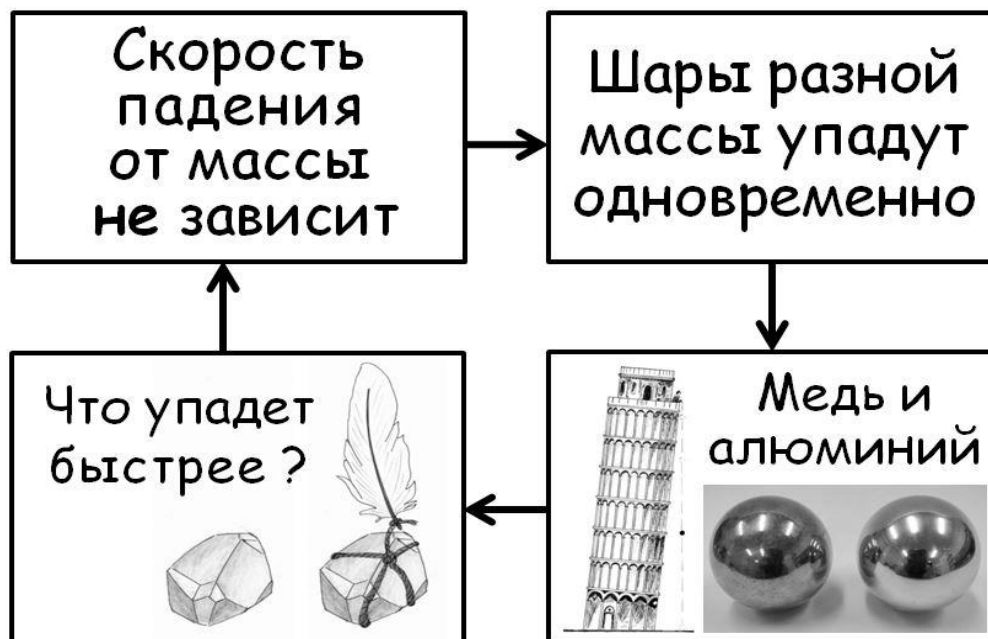 Скорость
падения
от массы
не зависит
Шары разной
массы упадут
одновременно
Что упадет
быстрее ?
Медь и
алюминий